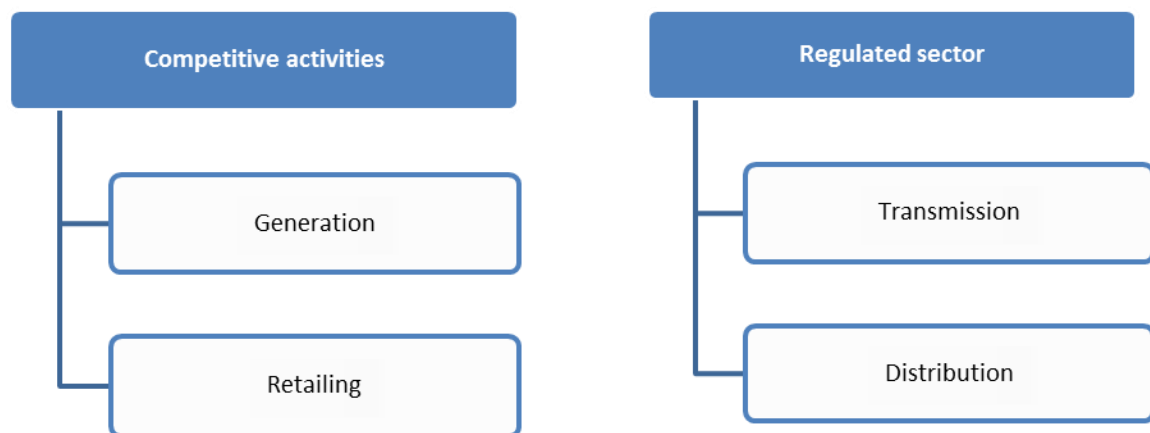 Competitive activities
Generation
Retailing
Regulated sector
Transmission
Distribution